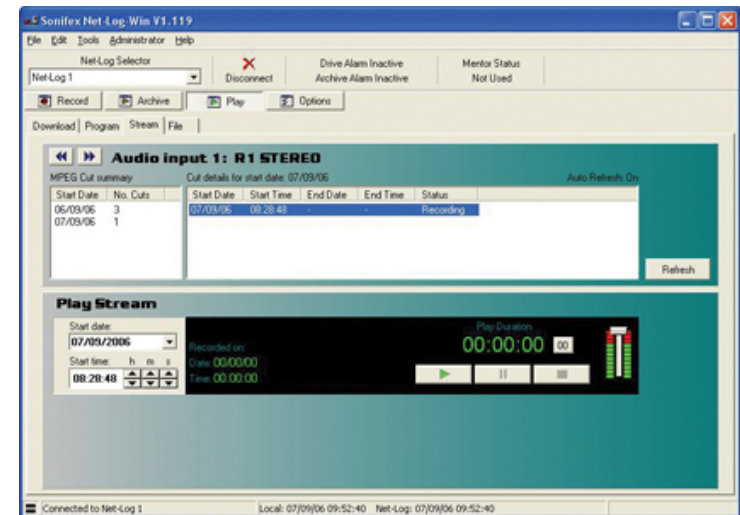 Sonifex Net-Log-Win V1.119
File Edit Tools Administrator Help
Net-Log Selector
Net-Log 1
Disconnect
Drive Alarm Inactive
Archive Alarm Inactive
Mentor Status
Not Used
Record Archive Play Options
Download Program Stream File
Audio input 1: R1 STEREO
MPEG Cut summary Cut details for start date: 07/09/06 Auto Refresh: On
Start Date No. Cuts Start Date Start Time End Date End Time Status
06/09/06 3 07/09/06 08:28:48 - - Recording
07/09/06 1
Refresh
Play Stream
Start date:
07/09/2006
Start time: h m s
08:28:48
Recorded on:
Date: 00/00/00
Time: 00:00:00
Play Duration
00:00:00 00
Connected to Net-Log 1 Local: 07/09/06 09:52:40 Net-Log: 07/09/06 09:52:40